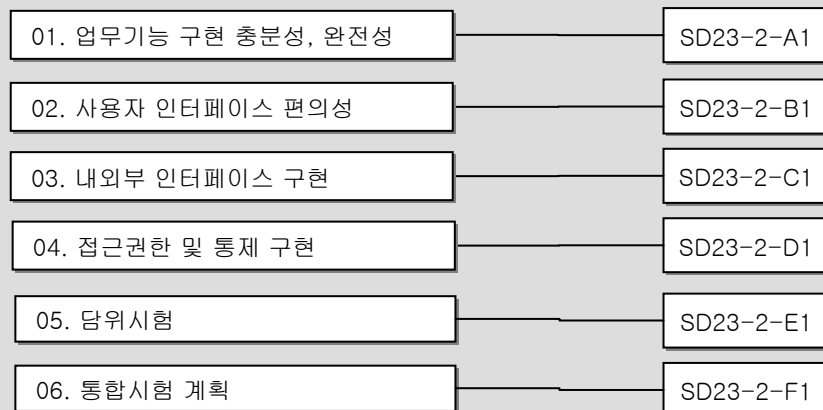 01. 업무기능 구현 충분성, 완전성
SD23-2-A1
02. 사용자 인터페이스 편의성
SD23-2-B1
03. 내외부 인터페이스 구현
SD23-2-C1
04. 접근권한 및 통제 구현
SD23-2-D1
05. 담위시험
SD23-2-E1
06. 통합시험 계획
SD23-2-F1